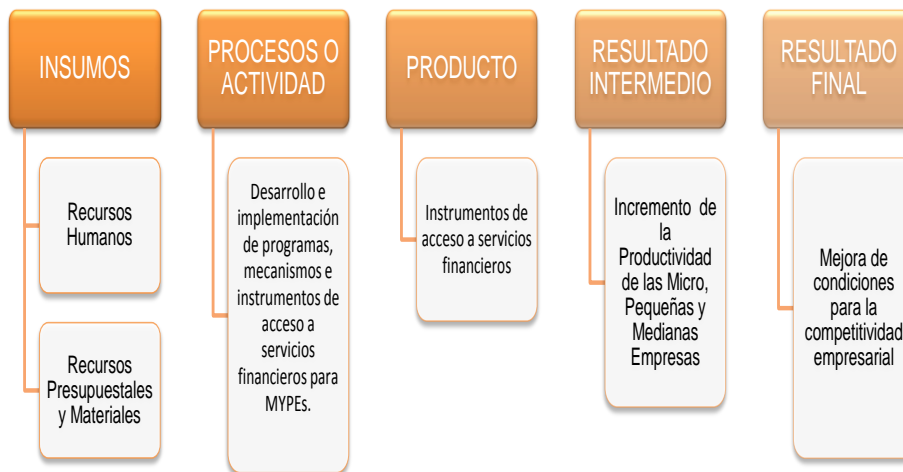 INSUMOS
Recursos
Humanos
Recursos
Presupuestales
y Materiales
PROCESOS O
ACTIVIDAD
Desarrollo e
implementación
de programas,
mecanismos e
instrumentos de
acceso a
servicios
financieros para
MYPEs.
PRODUCTO
Instrumentos de
acceso a servicios
financieros
RESULTADO
INTERMEDIO
Incremento de
la
Productividad
de las Micro,
Pequeñas y
Medianas
Empresas
RESULTADO
FINAL
Mejora de
condiciones
para la
competitividad
empresarial